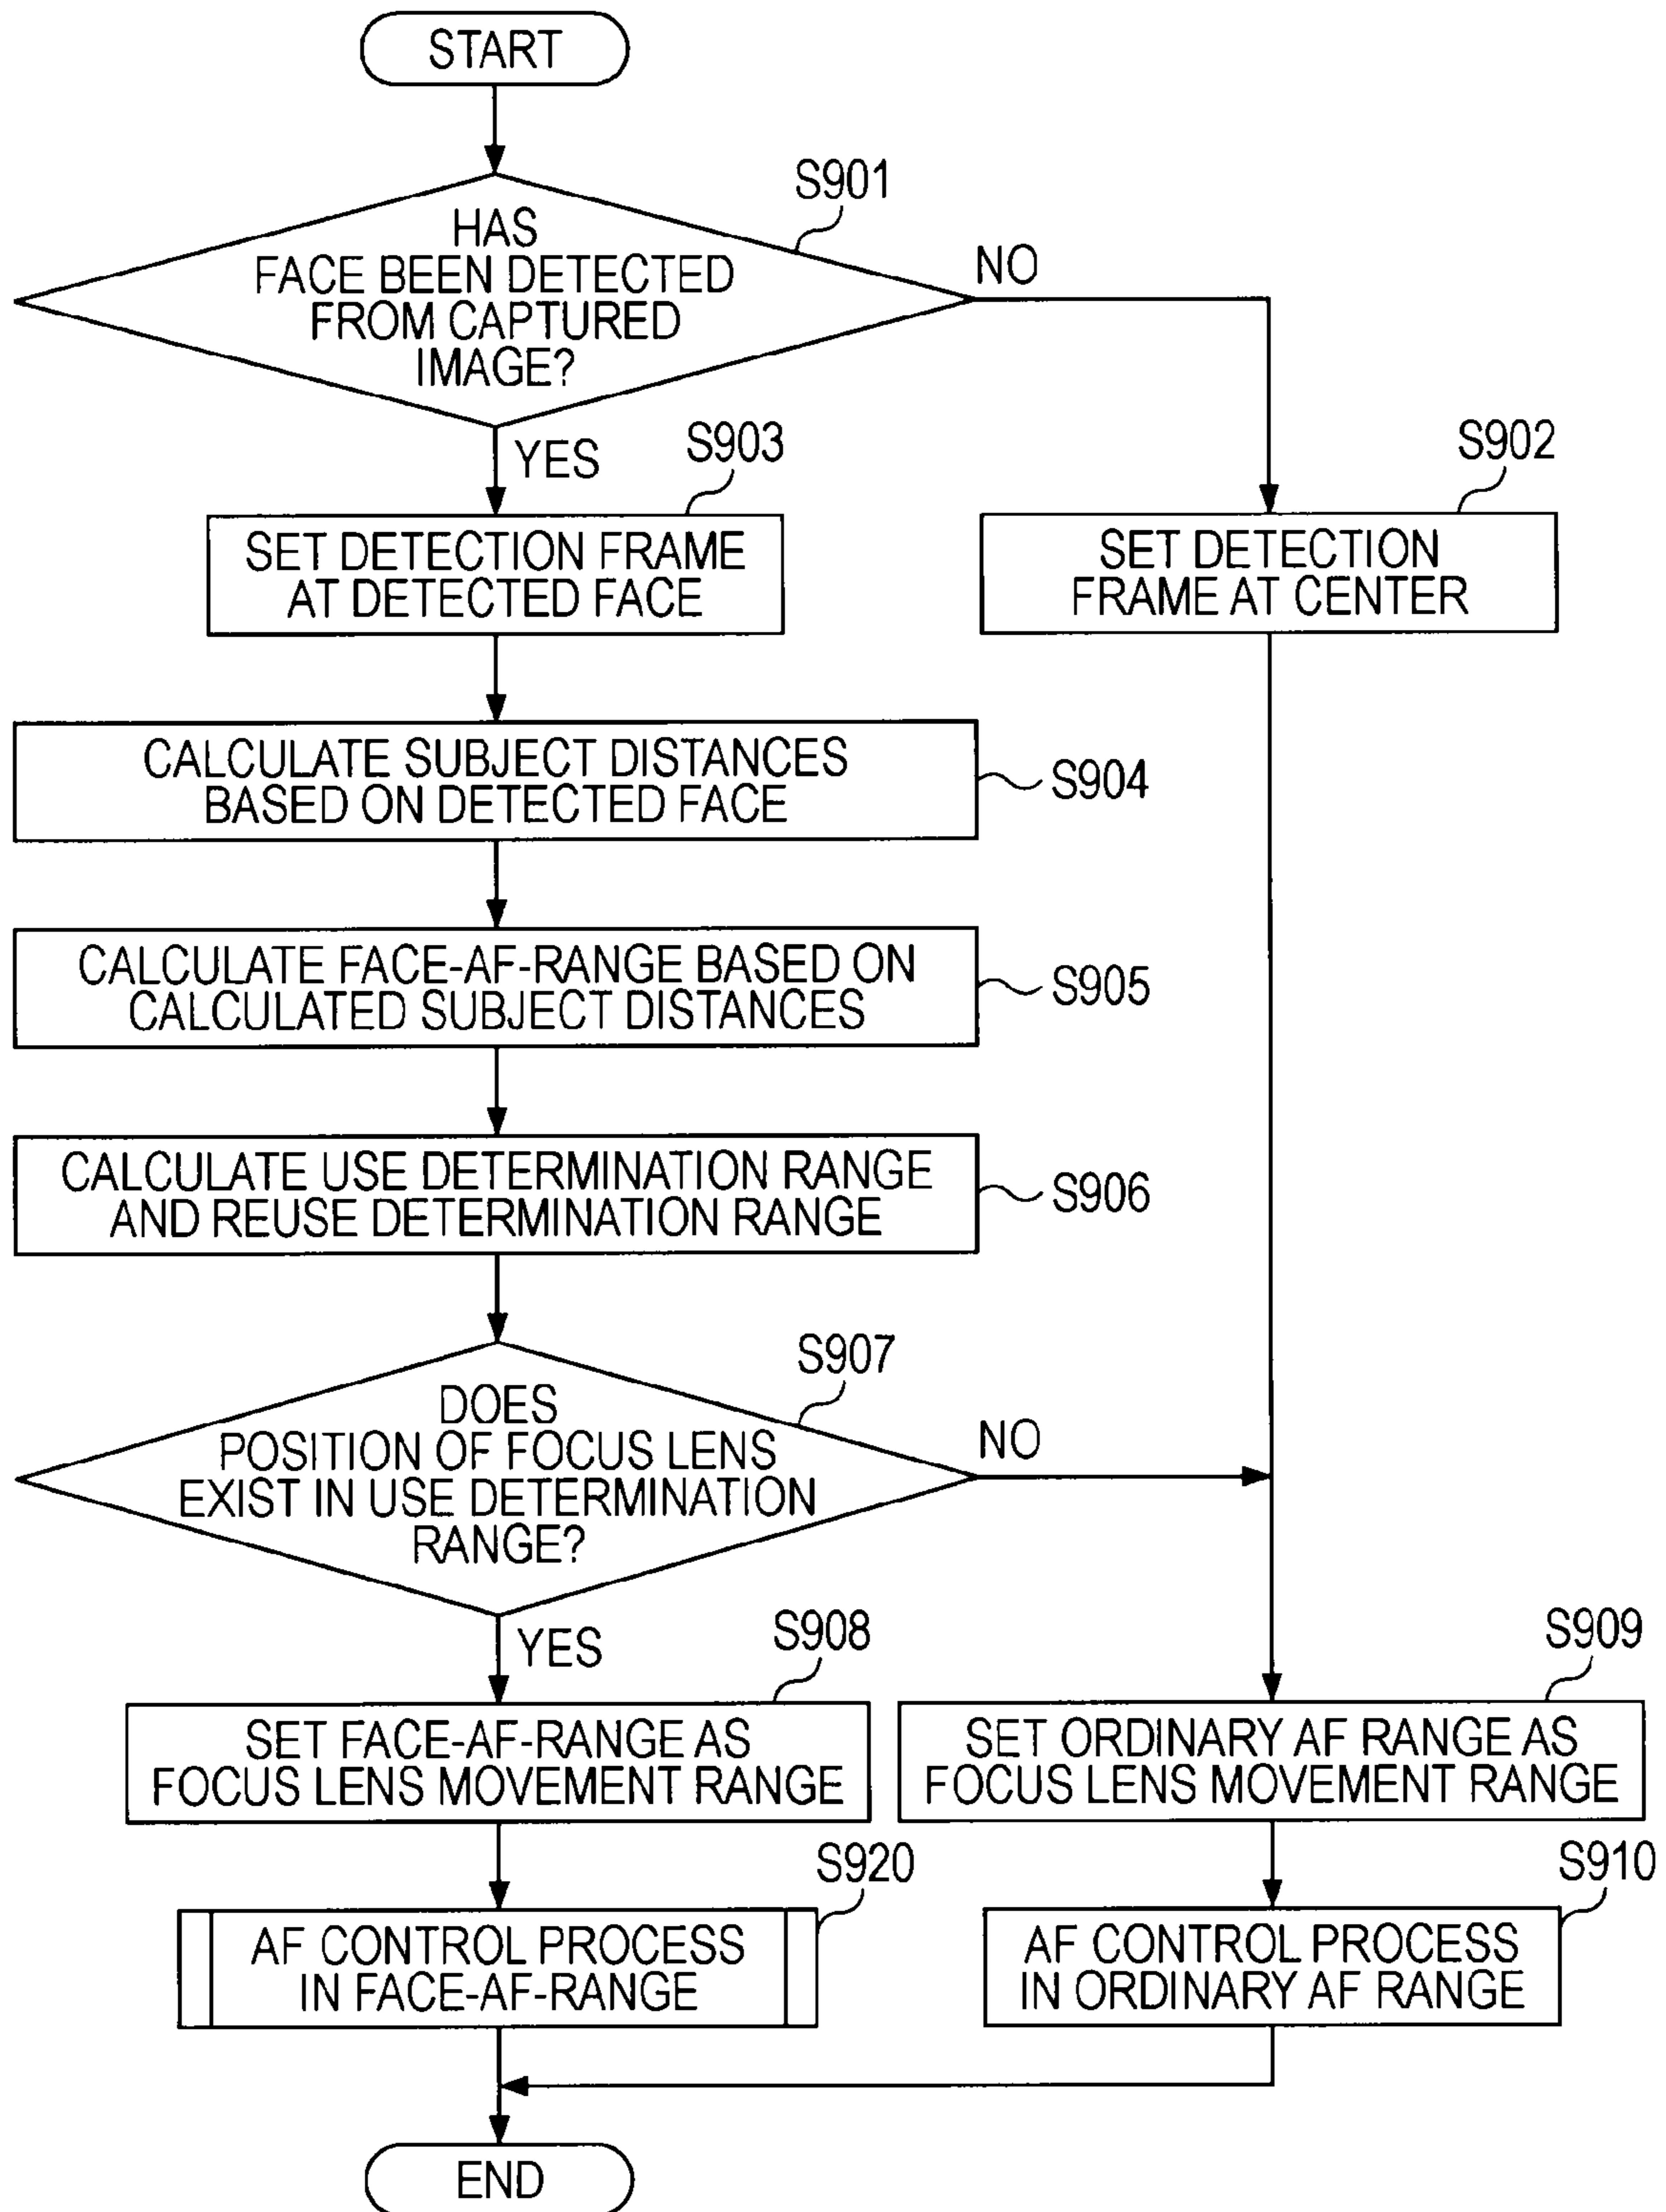 START
S901
HAS
FACE BEEN DETECTED
FROM CAPTURED
IMAGE?
NO
YES
S903
SET DETECTION FRAME
AT DETECTED FACE
S902
SET DETECTION
FRAME AT CENTER
CALCULATE SUBJECT DISTANCES
BASED ON DETECTED FACE
S904
CALCULATE FACE-AF-RANGE BASED ON
CALCULATED SUBJECT DISTANCES
S905
CALCULATE USE DETERMINATION RANGE
AND REUSE DETERMINATION RANGE
S906
S907
DOES
POSITION OF FOCUS LENS
EXIST IN USE DETERMINATION
RANGE?
NO
YES
S908
SET FACE-AF-RANGE AS
FOCUS LENS MOVEMENT RANGE
S909
SET ORDINARY AF RANGE AS
FOCUS LENS MOVEMENT RANGE
S920
AF CONTROL PROCESS
IN FACE-AF-RANGE
S910
AF CONTROL PROCESS
IN ORDINARY AF RANGE
END